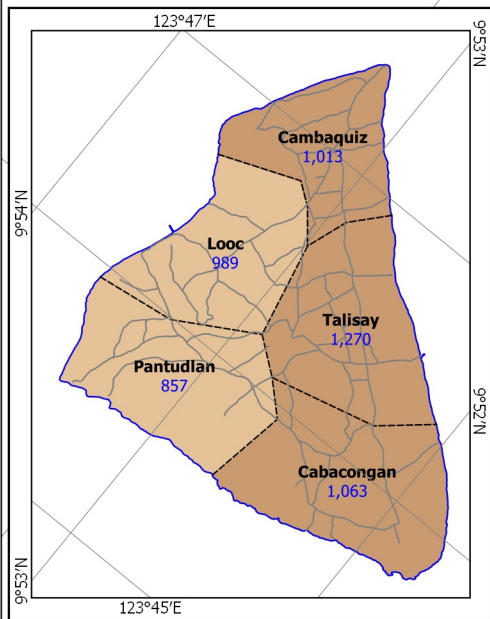 123°47′E
9°53′N
Cambaquiz
1,013
9°54′N
Looc
989
Talisay
1,270
Pantudlan
857
9°52′N
Cabacongan
1,063
9°53′N
123°45′E